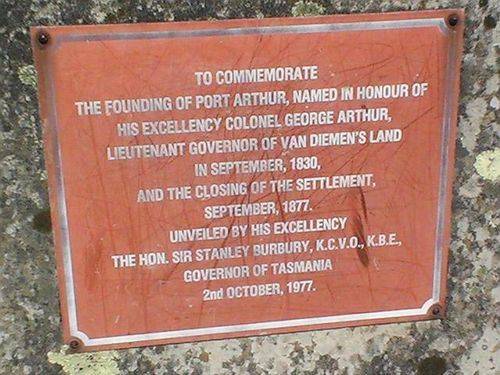 TO COMMEMORATE
THE FOUNDING OF PORT ARTHUR, NAMED IN HONOUR OF
HIS EXCELLENCY COLONEL GEORGE ARTHUR,
LIEUTENANT GOVERNOR OF VAN DIEMEN'S LAND
IN SEPTEMBER, 1830,
AND THE CLOSING OF THE SETTLEMENT,
SEPTEMBER, 1877.
UNVEILED BY HIS EXCELLENCY
THE HON. SIR STANLEY BURBURY, K.C.V.O., K.B.E.,
GOVERNOR OF TASMANIA
2nd OCTOBER, 1977.